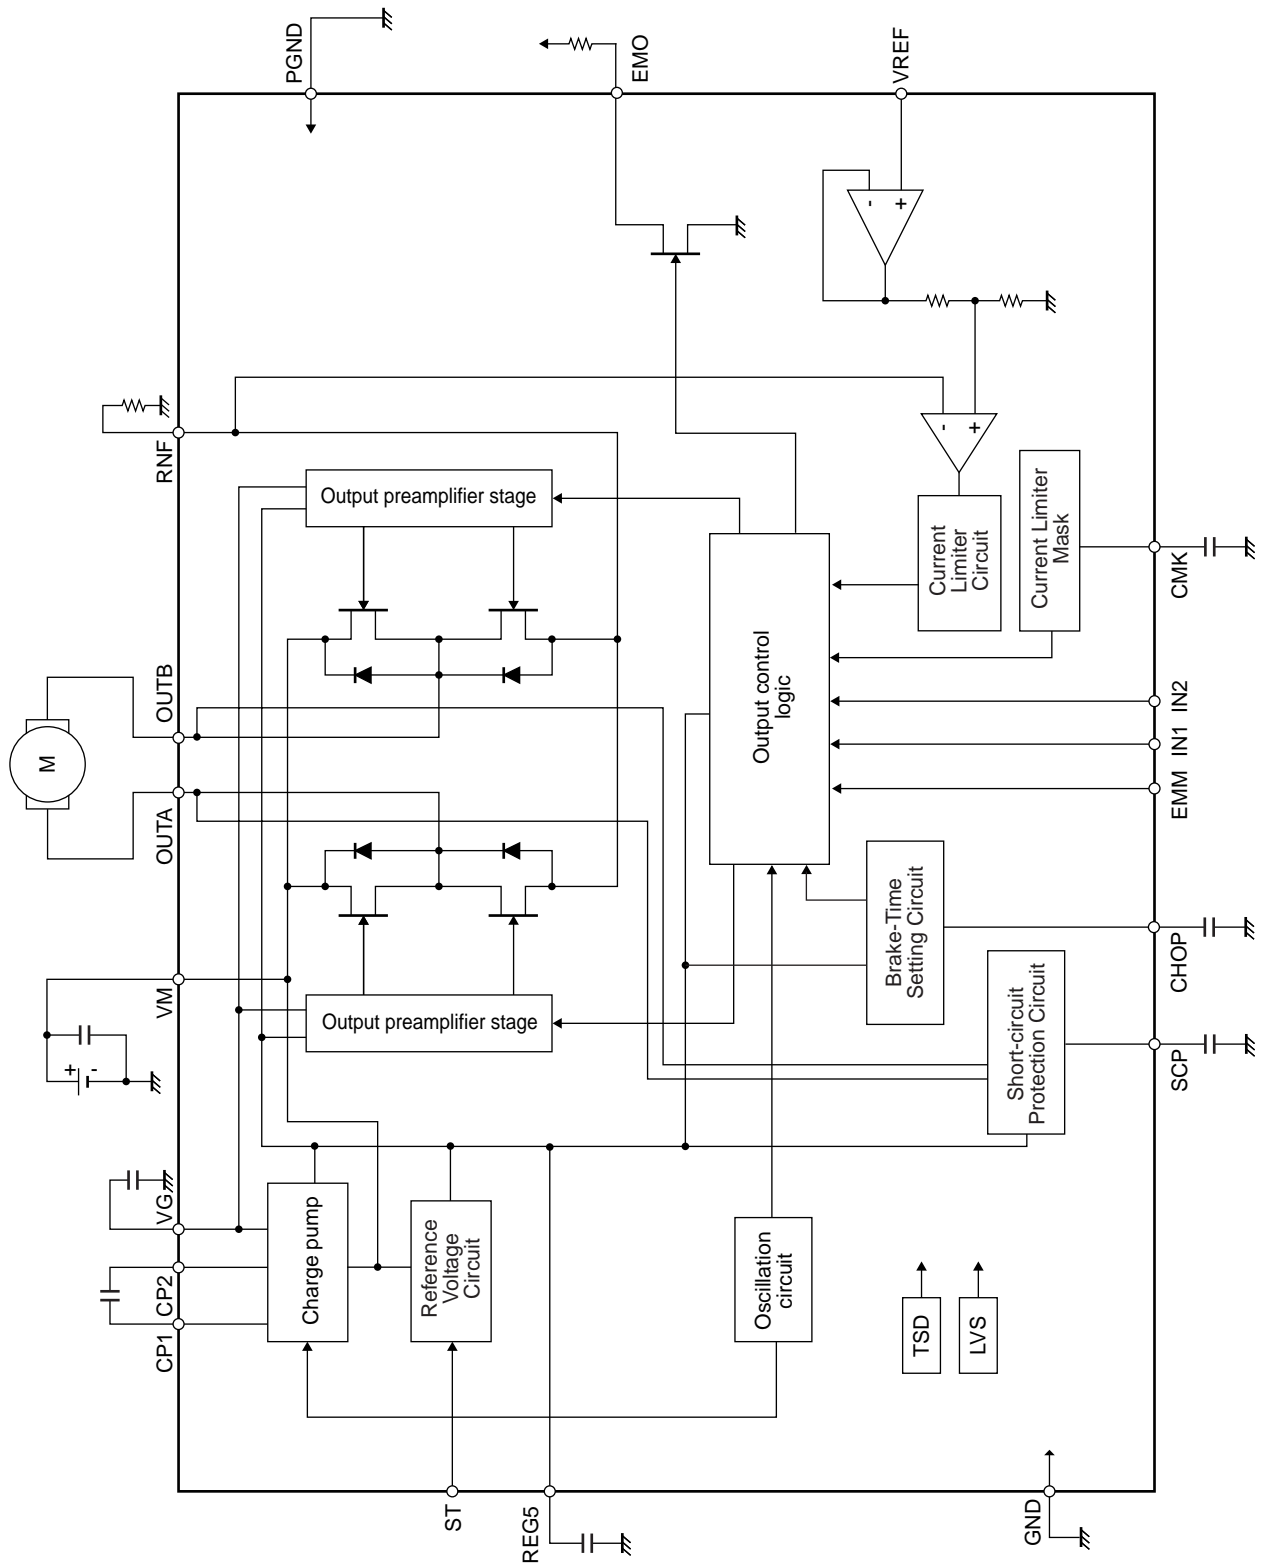 PGND
EMO
VREF
RNF
OUTB
OUTA
VM
VG
CP2
CP1
M
+
-
Output preamplifier stage
Output preamplifier stage
Charge pump
Reference
Voltage
Circuit
Output control
logic
Oscillation
circuit
-
+
-
+
Current
Limiter
Circuit
Current Limiter
Mask
Brake-Time
Setting Circuit
Short-circuit
Protection Circuit
TSD
LVS
CMK
IN2
IN1
EMM
CHOP
SCP
ST
REG5
GND